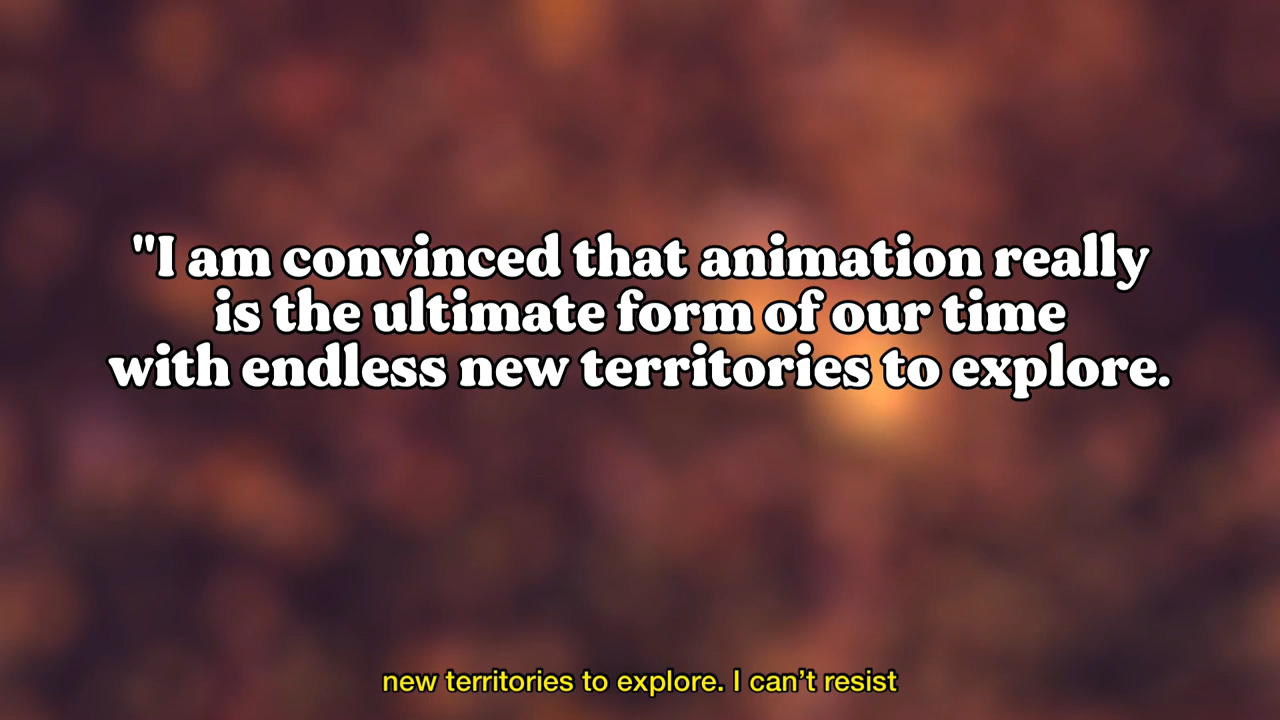 "I am convinced that animation really
is the ultimate form of our time
with endless new territories to explore.
new territories to explore. I can’t resist